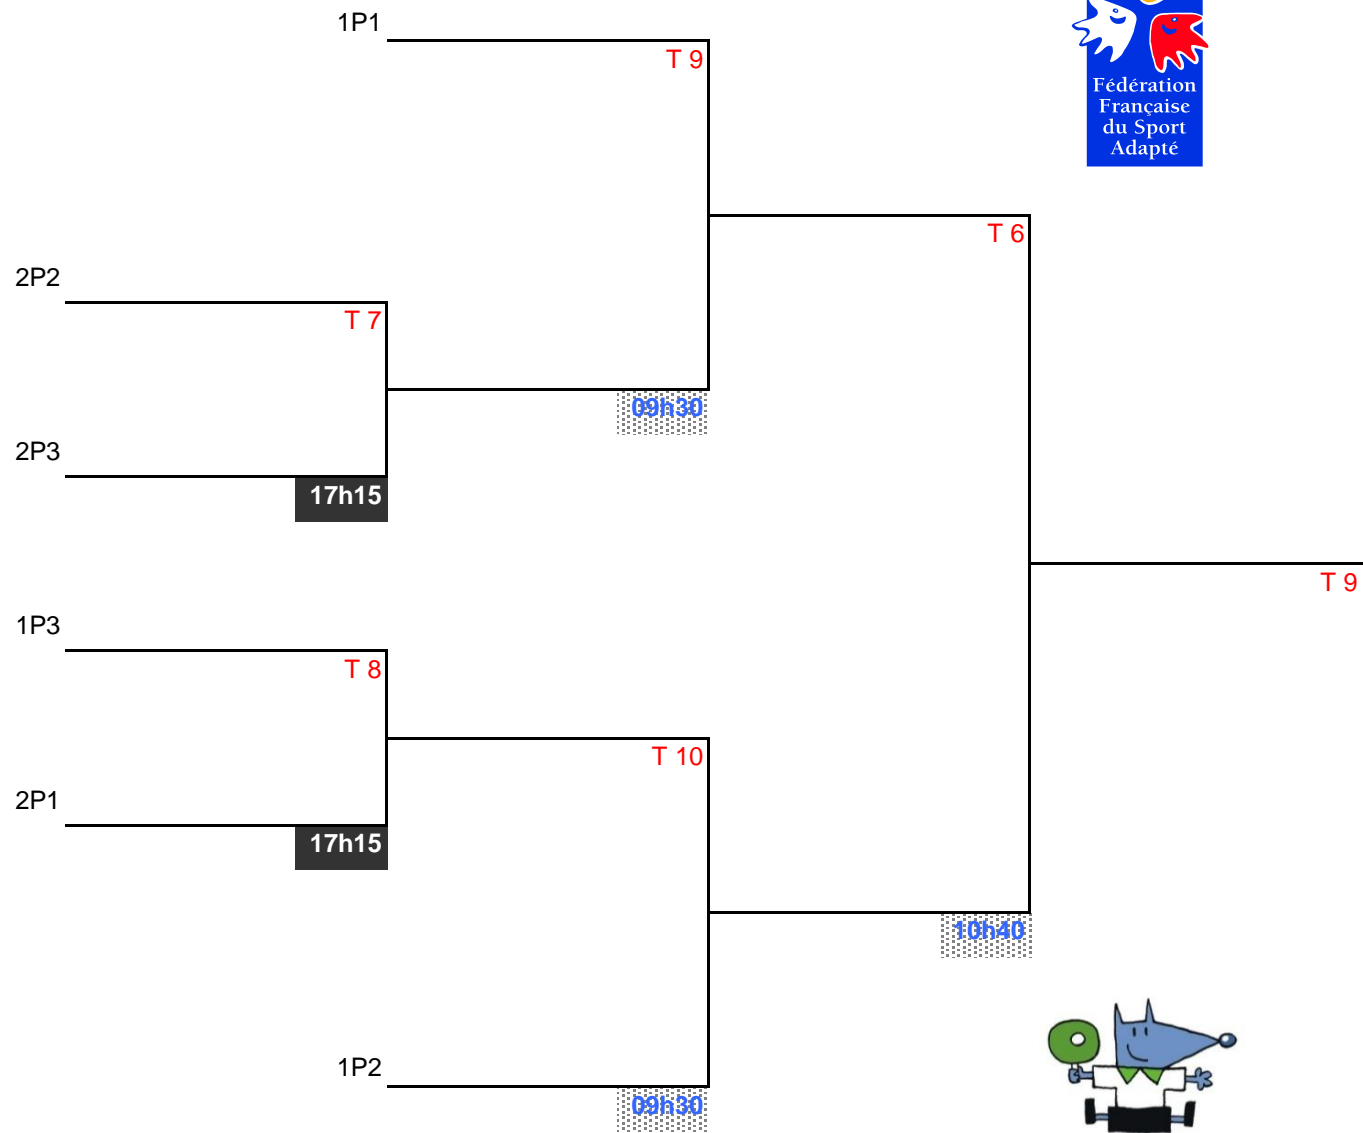 1P1
T 9
Fédération
Française
du Sport
Adapté
T 6
2P2
T 7
09h30
2P3
17h15
T 9
1P3
T 8
T 10
2P1
17h15
10h40
1P2
09h30